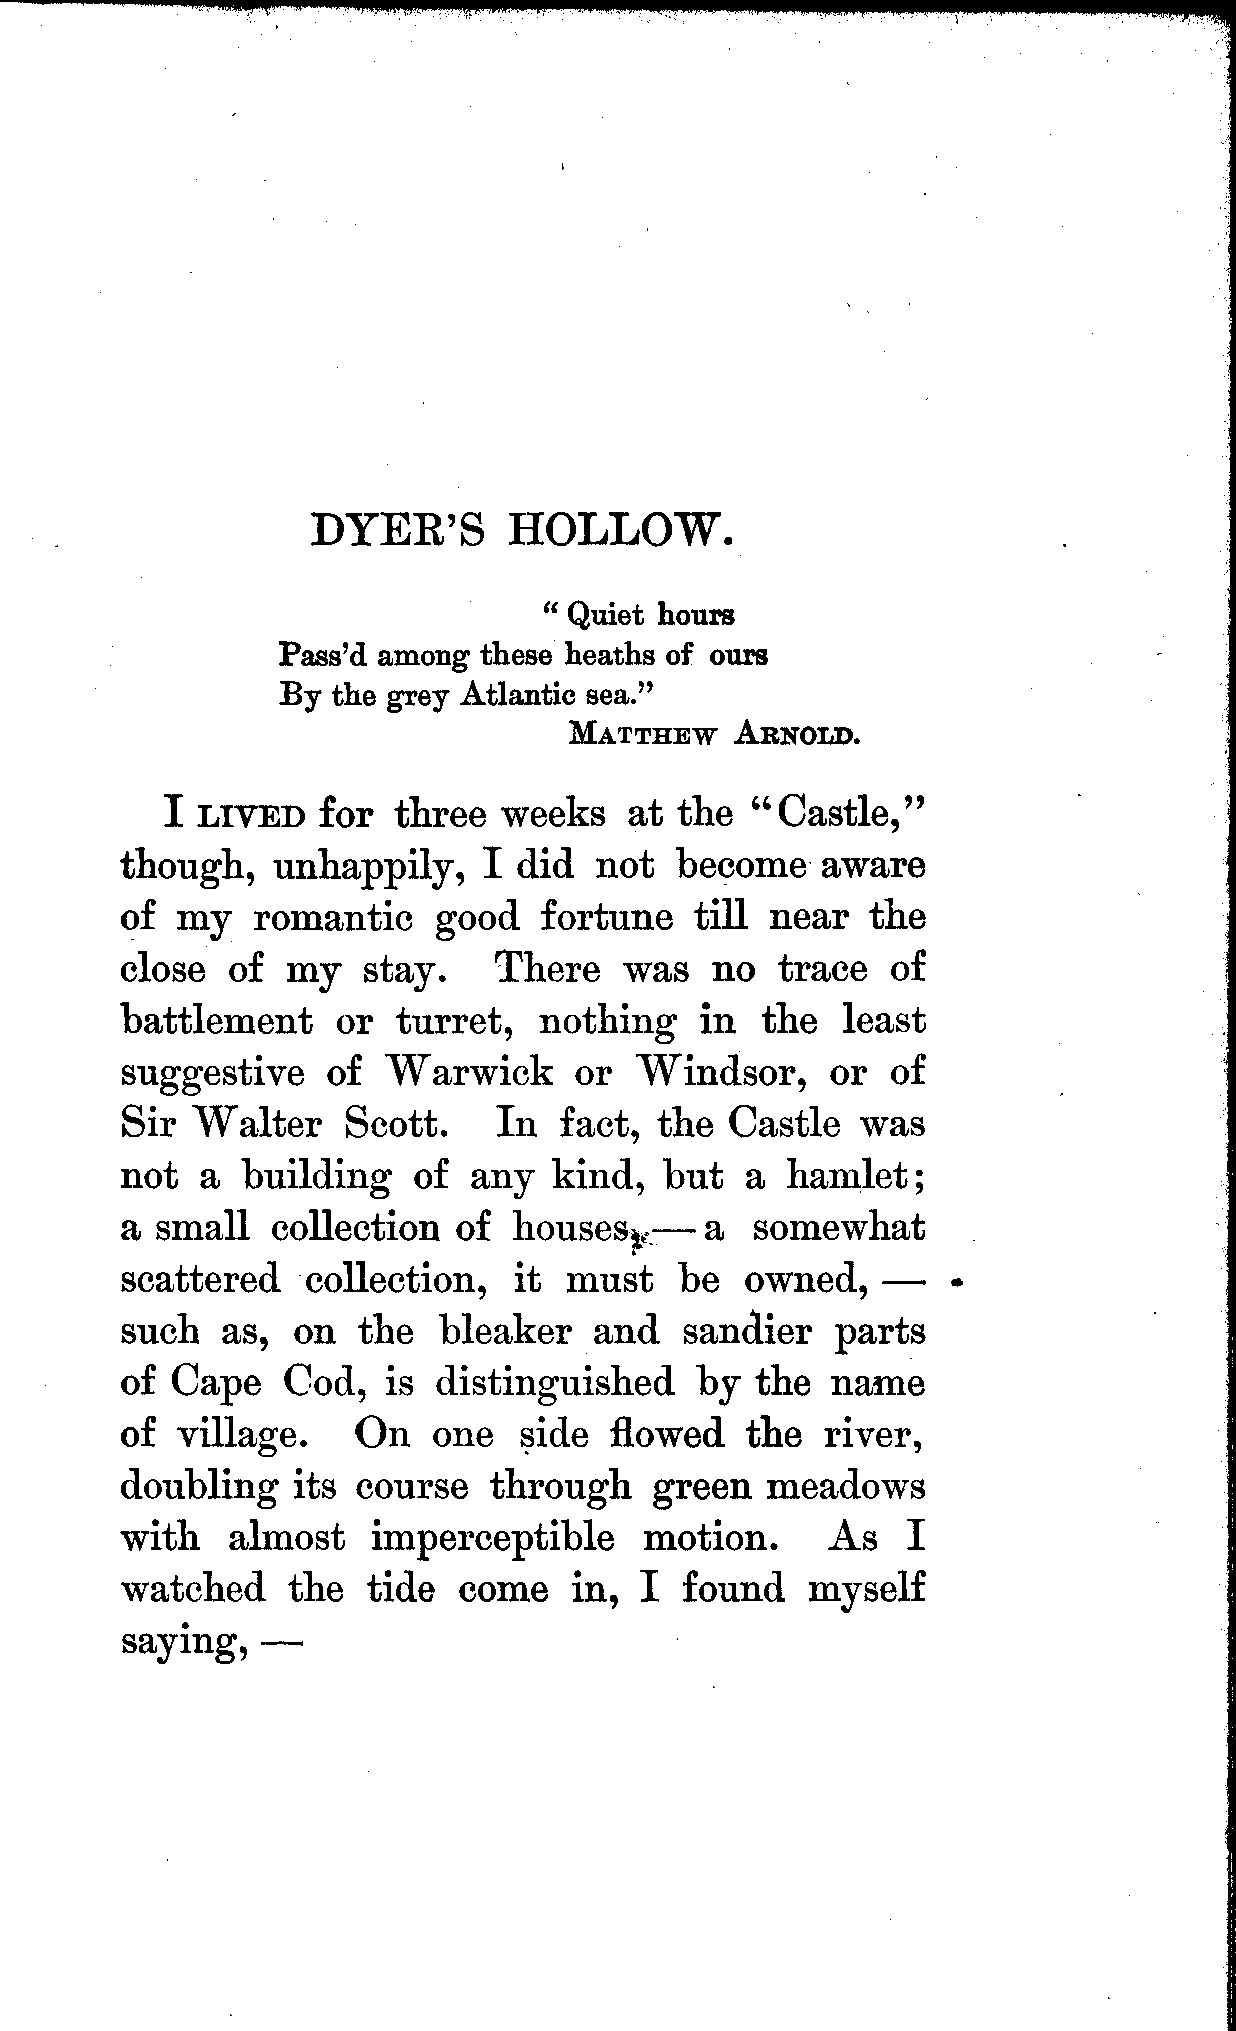 DYER'S HOLLOW.
"Quiet hours
Pass'd among these heaths of ours
By the grey Atlantic sea."
MATTHEW ARNOLD.
I LIVED for three weeks at the "Castle,"
though, unhappily, I did not become aware
of my romantic good fortune till near the
close of my stay. There was no trace of
battlement or turret, nothing in the least
suggestive of Warwick or Windsor, or of
Sir Walter Scott. In fact, the Castle was
not a building of any kind, but a hamlet;
a small collection of houses, — a somewhat
scattered collection, it must be owned, —
such as, on the bleaker and sandier parts
of Cape Cod, is distinguished by the name
of village. On one side flowed the river,
doubling its course through green meadows
with almost imperceptible motion. As I
watched the tide come in, I found myself
saying, —